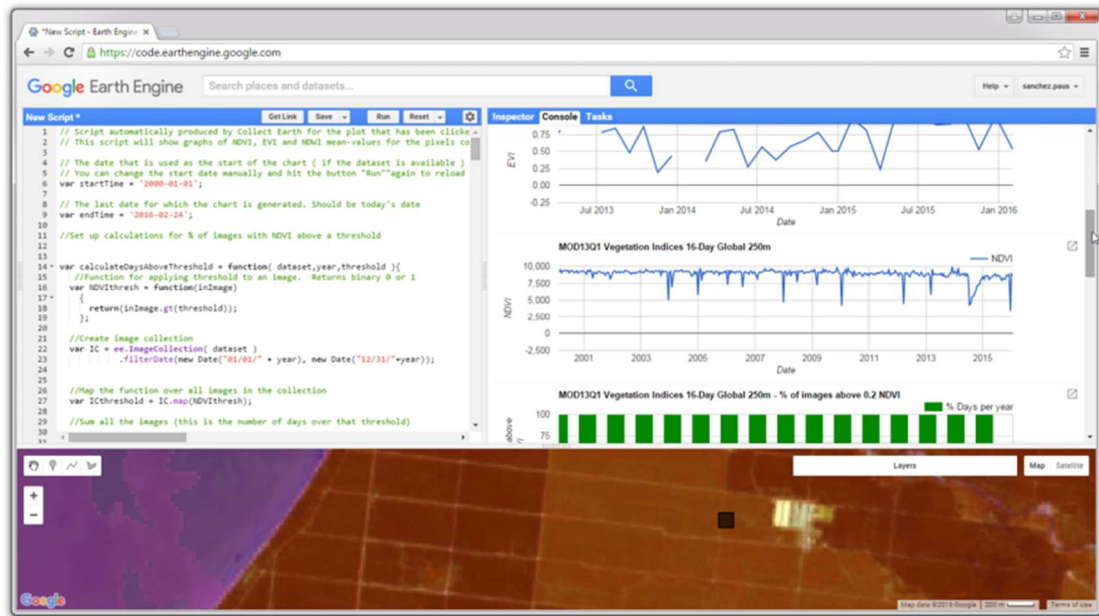 *New Script - Earth Engine
https://code.earthengine.google.com
Google Earth Engine
Search places and datasets...
Help
sanchez.paus
New Script *
Get Link
Save
Run
Reset
1 // Script automatically produced by Collect Earth for the plot that has been clicke
2 // This script will show graphs of NDVI, EVI and NDWI mean-values for the pixels co
3
4 // The date that is used as the start of the chart ( if the dataset is available )
5 // You can change the start date manually and hit the button "Run""again to reload
6 var startTime = '2000-01-01';
7
8 // The last date for which the chart is generated. Should be today's date
9 var endTime = '2016-02-24';
10
11 //Set up calculations for % of images with NDVI above a threshold
12
13
14 var calculateDaysAboveThreshold = function( dataset,year,threshold ){
15 //Function for applying threshold to an image.  Returns binary 0 or 1
16 var NDVIthresh = function(inImage)
17 {
18 return(inImage.gt(threshold));
19 };
20
21 //Create image collection
22 var IC = ee.ImageCollection( dataset )
23 .filterDate(new Date("01/01/" + year), new Date("12/31/"+year));
24
25
26 //Map the function over all images in the collection
27 var ICthreshold = IC.map(NDVIthresh);
28
29 //Sum all the images (this is the number of days over that threshold)
30
31
Inspector Console Tasks
EVI
0.75
0.50
0.25
0.00
-0.25
Jul 2013 Jan 2014 Jul 2014 Jan 2015 Jul 2015 Jan 2016
Date
MOD13Q1 Vegetation Indices 16-Day Global 250m
NDVI
NDVI
10,000
7,500
5,000
2,500
0
-2,500
2001 2003 2005 2007 2009 2011 2013 2015
Date
MOD13Q1 Vegetation Indices 16-Day Global 250m - % of images above 0.2 NDVI
% Days per year
above
100
75
Layers
Map Satellite
+
-
Google
Map data ©2016 Google
200 m
Terms of Use